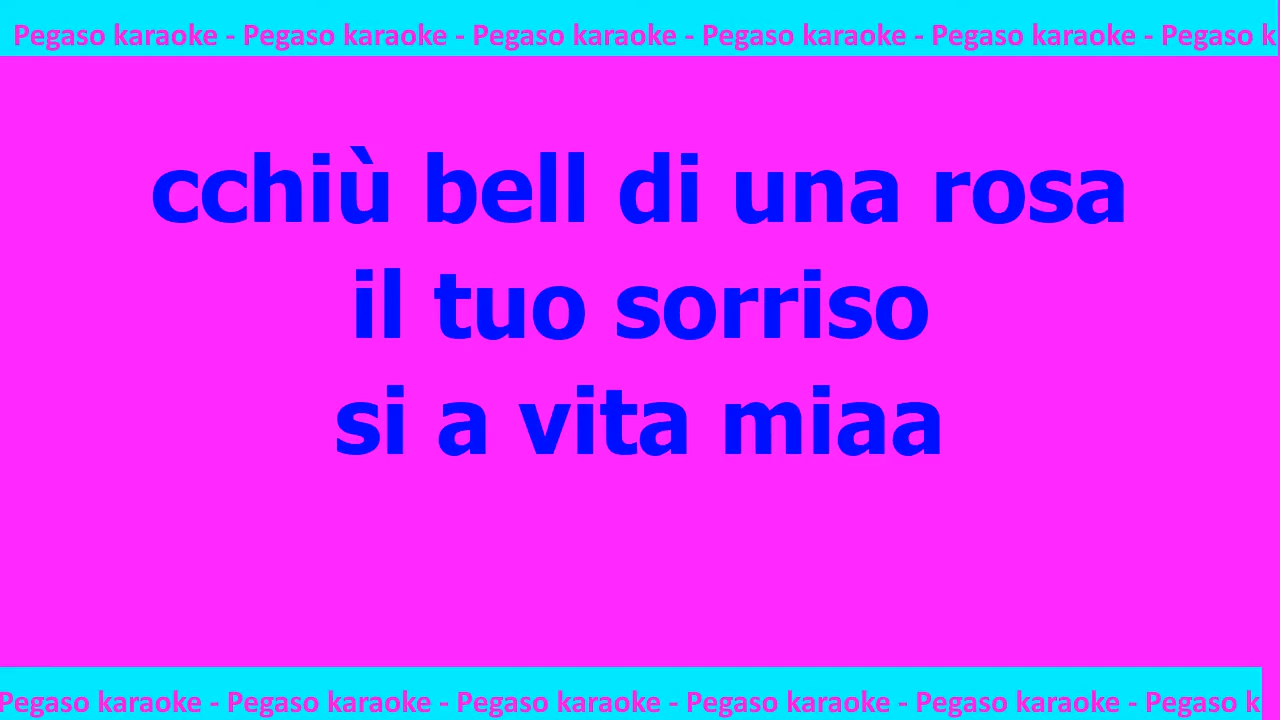 Pegaso karaoke - Pegaso karaoke - Pegaso karaoke - Pegaso karaoke - Pegaso karaoke - Pegaso k
cchiù bell di una rosa
il tuo sorriso
si a vita miaa
Pegaso karaoke - Pegaso karaoke - Pegaso karaoke - Pegaso karaoke - Pegaso karaoke - Pegaso k